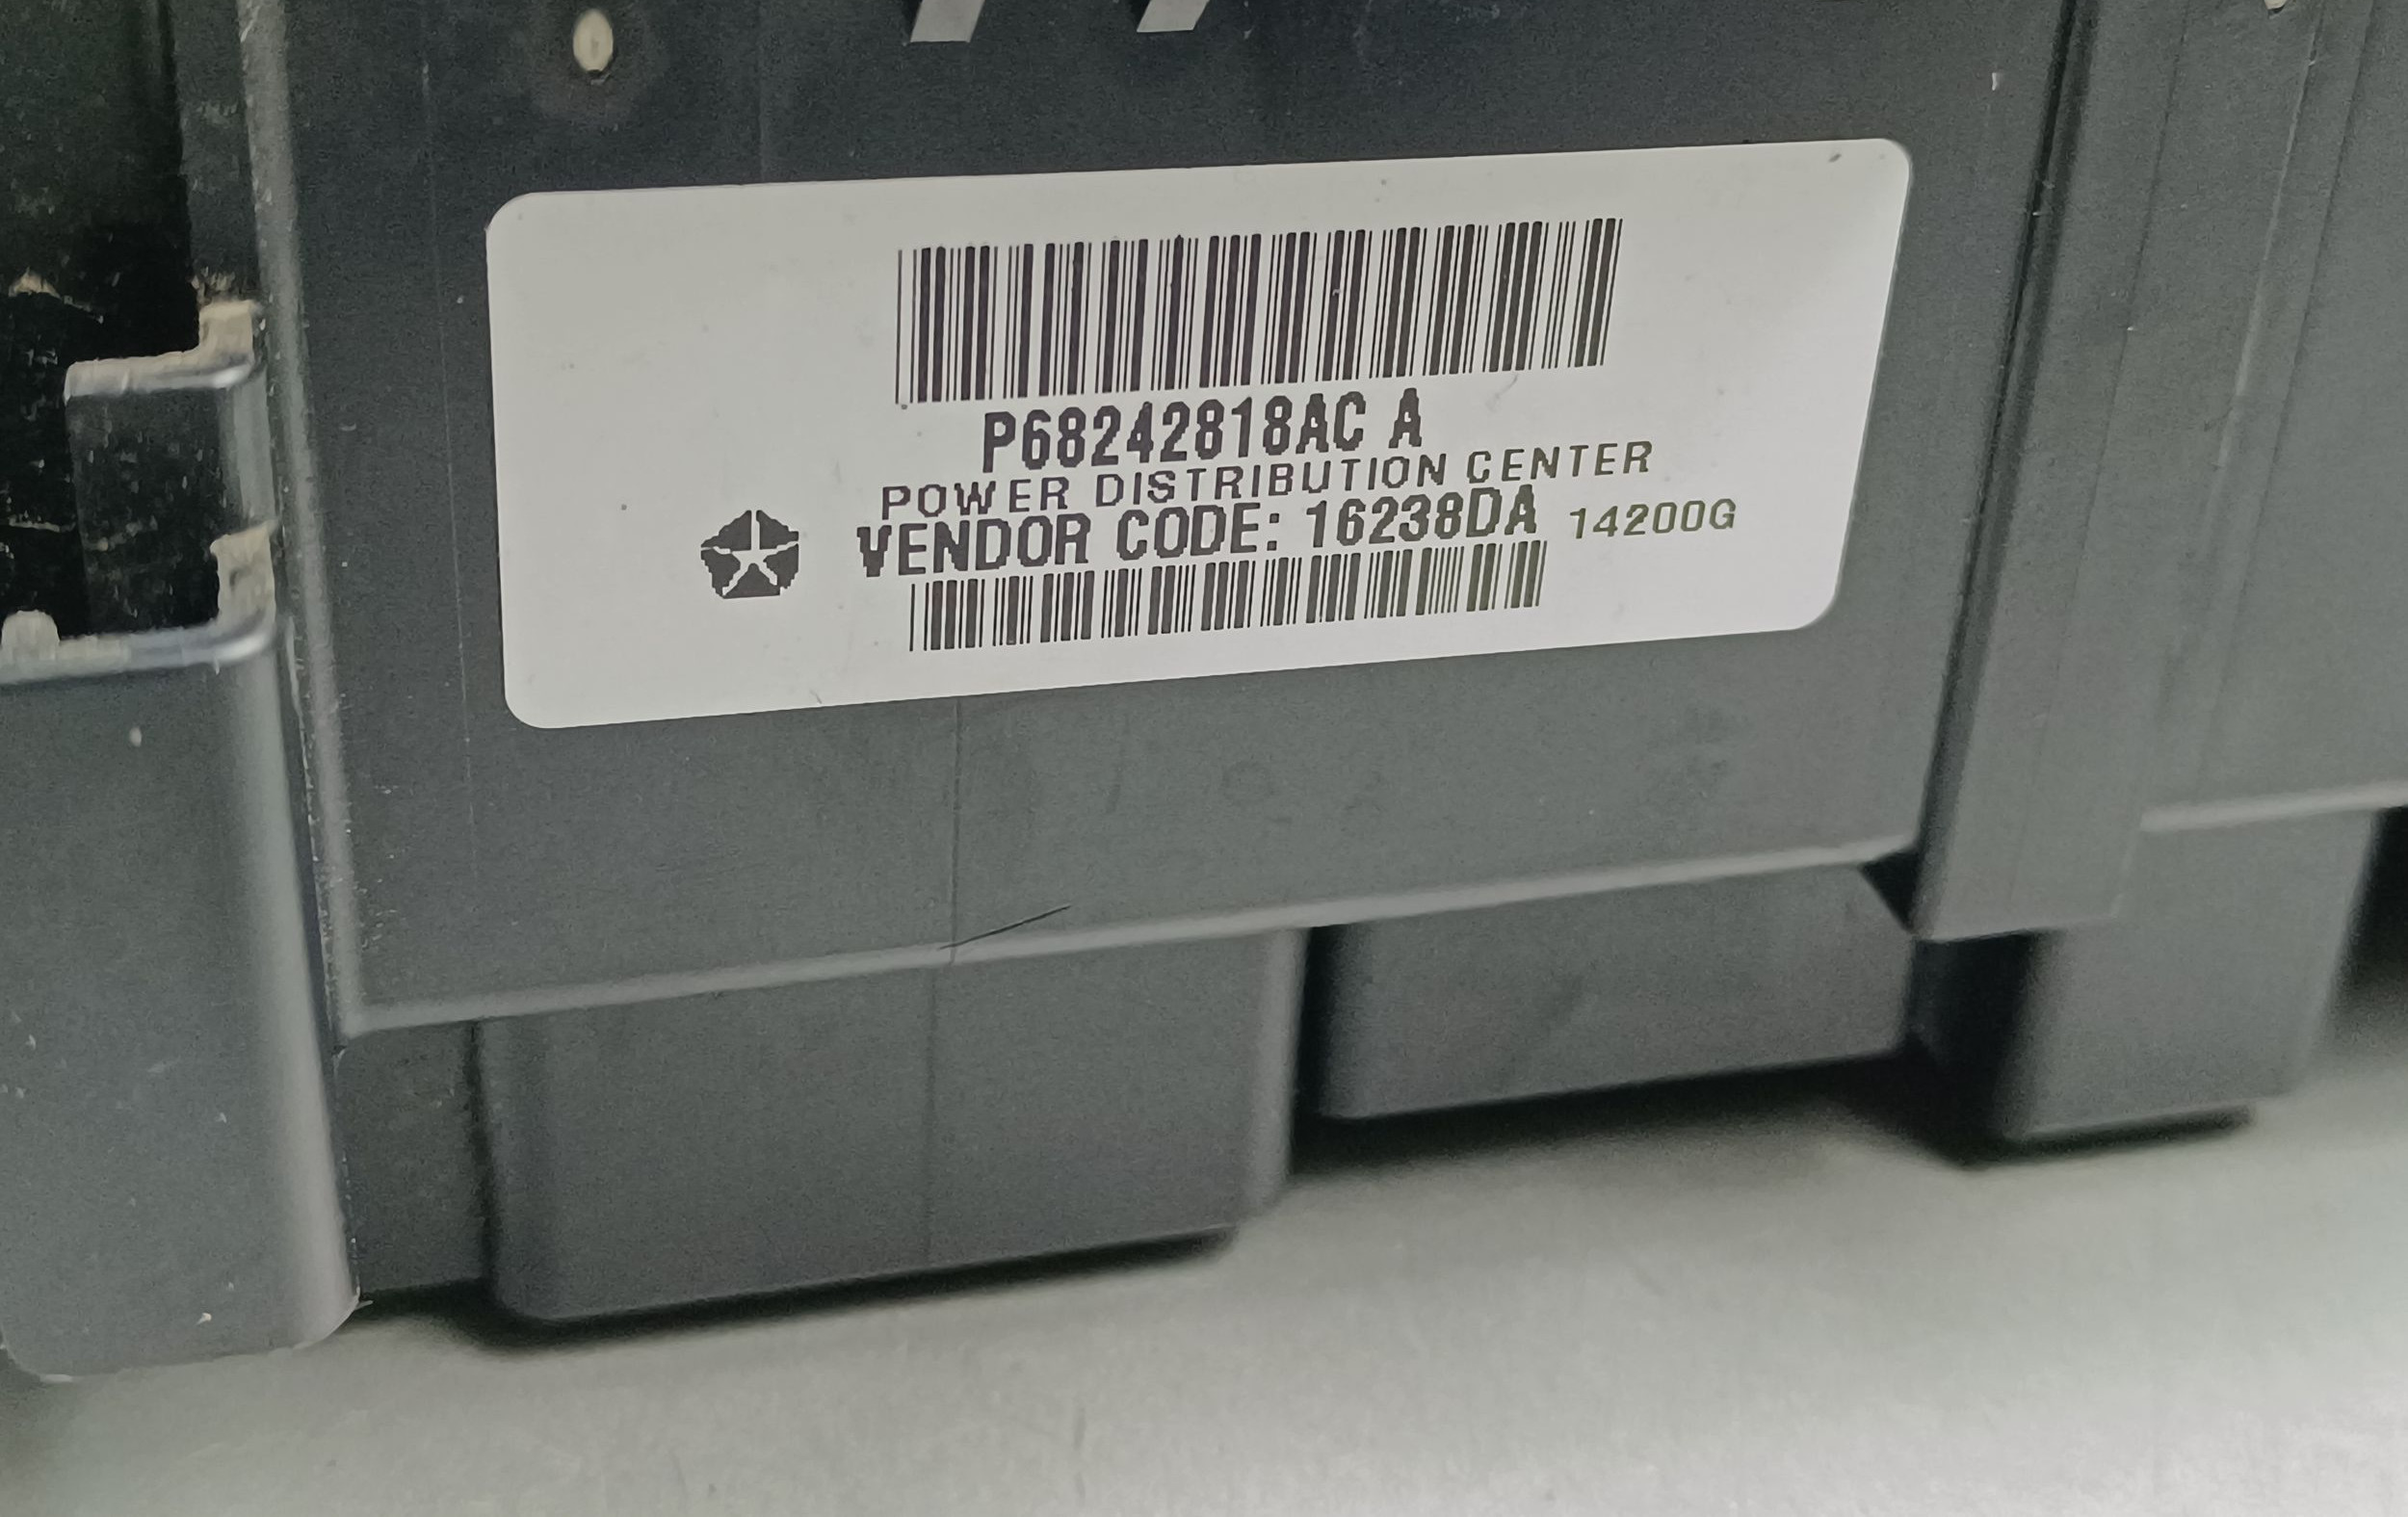 P68242818AC A
POWER DISTRIBUTION CENTER
VENDOR CODE: 16238DA 14200G